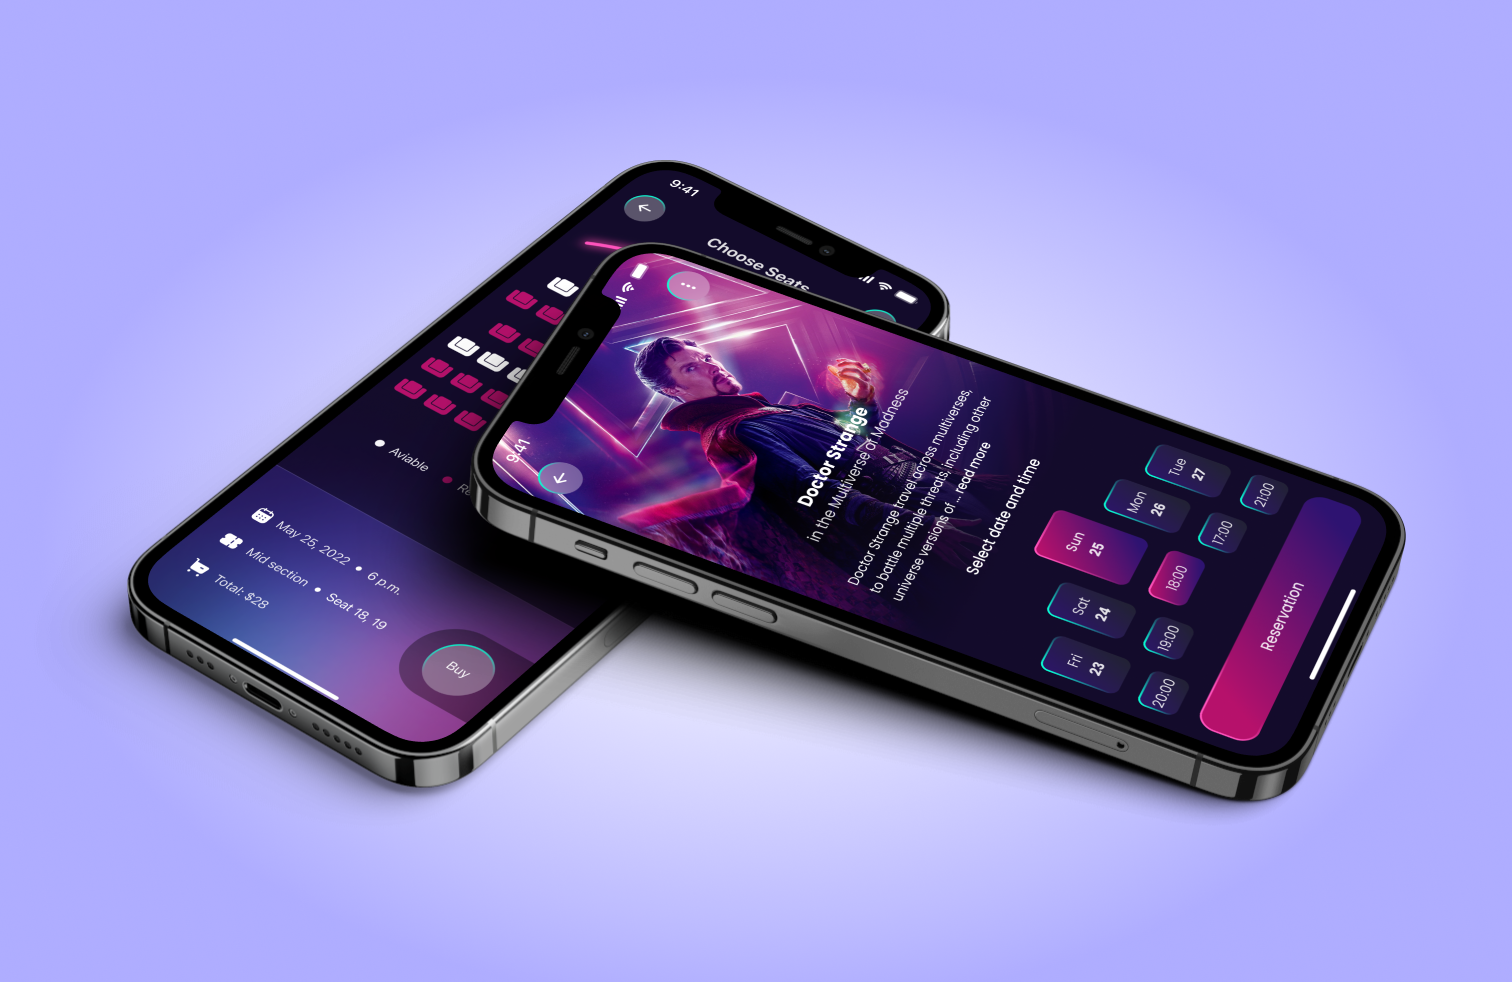 9:41
Choose Seats
Aviable
May 25, 2022 • 6 p.m.
Mid section • Seat 18, 19
Total: $28
Buy
9:41
Doctor Strange
in the Multiverse of Madness
Doctor Strange travel across multiverses,
to battle multiple threats, including other
universe versions of ... read more
Select date and time
Fri
23
Sat
24
Sun
25
Mon
26
Tue
27
20:00
19:00
18:00
17:00
21:00
Reservation